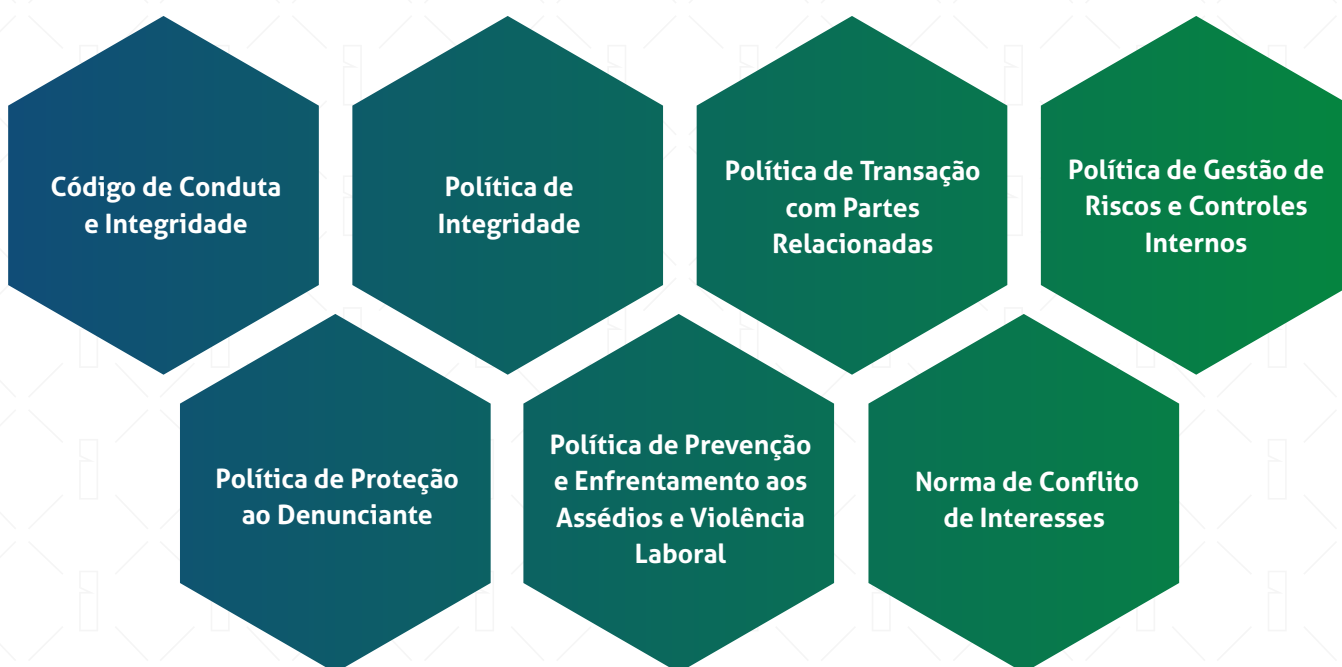 Código de Conduta
e Integridade
Política de
Integridade
Política de Transação
com Partes
Relacionadas
Política de Gestão de
Riscos e Controles
Internos
Política de Proteção
ao Denunciante
Política de Prevenção
e Enfrentamento aos
Assédios e Violência
Laboral
Norma de Conflito
de Interesses